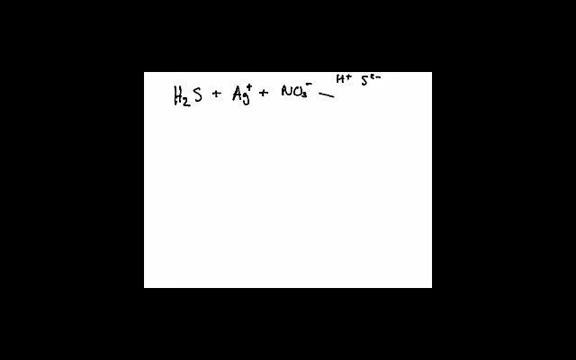 H⁺ S²⁻
H₂S + Ag⁺ + NO₃⁻ —